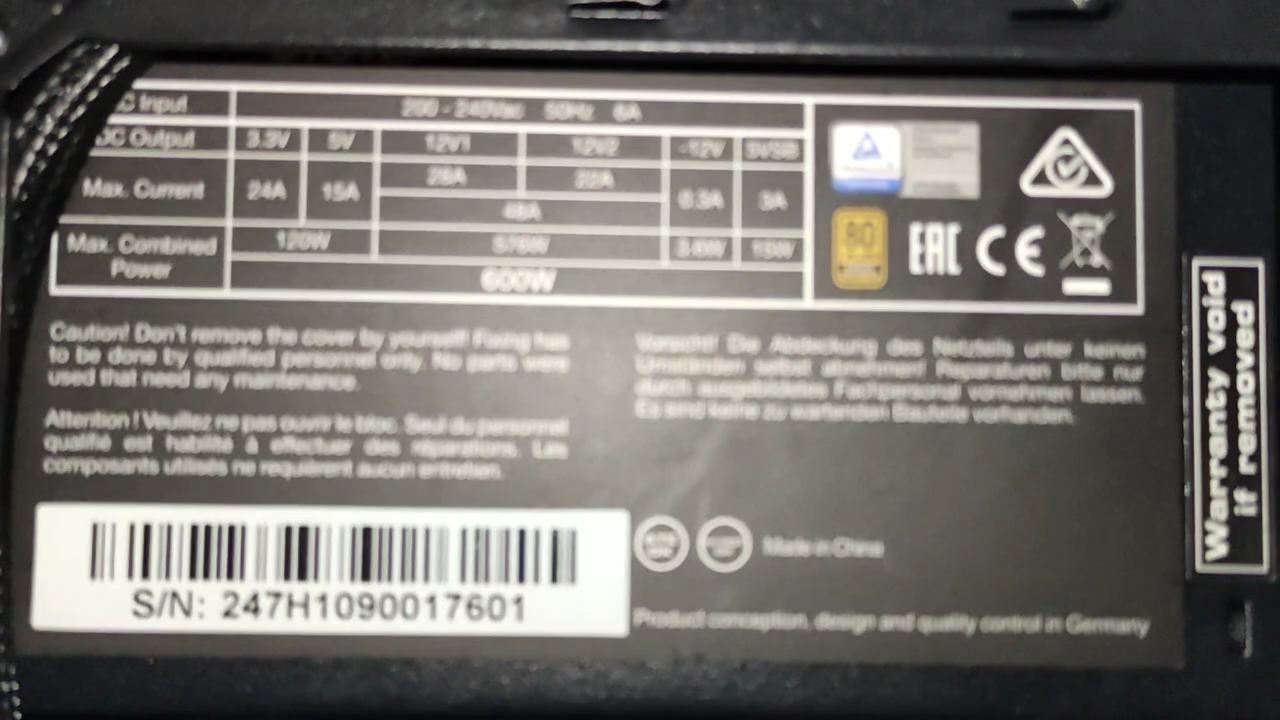 C Input 200 - 240Vac 50Hz 6A
DC Output 3.3V 5V 12V1 12V2 -12V 5VSB
Max. Current 24A 15A 28A 22A 0.3A 3A
48A
Max. Combined Power 120W 576W 3.6W 15W
600W
80
EAC CE
Caution! Don't remove the cover by yourself! Fixing has
to be done by qualified personnel only. No parts were
used that need any maintenance.
Attention ! Veuillez ne pas ouvrir le bloc. Seul du personnel
qualifié est habilité à effectuer des réparations. Les
composants utilisés ne requièrent aucun entretien.
Vorsicht! Die Abdeckung des Netzteils unter keinen
Umständen selbst abnehmen! Reparaturen bitte nur
durch ausgebildetes Fachpersonal vornehmen lassen.
Es sind keine zu wartenden Bauteile vorhanden.
S/N: 247H1090017601
Made in China
Product conception, design and quality control in Germany
Warranty void
if removed